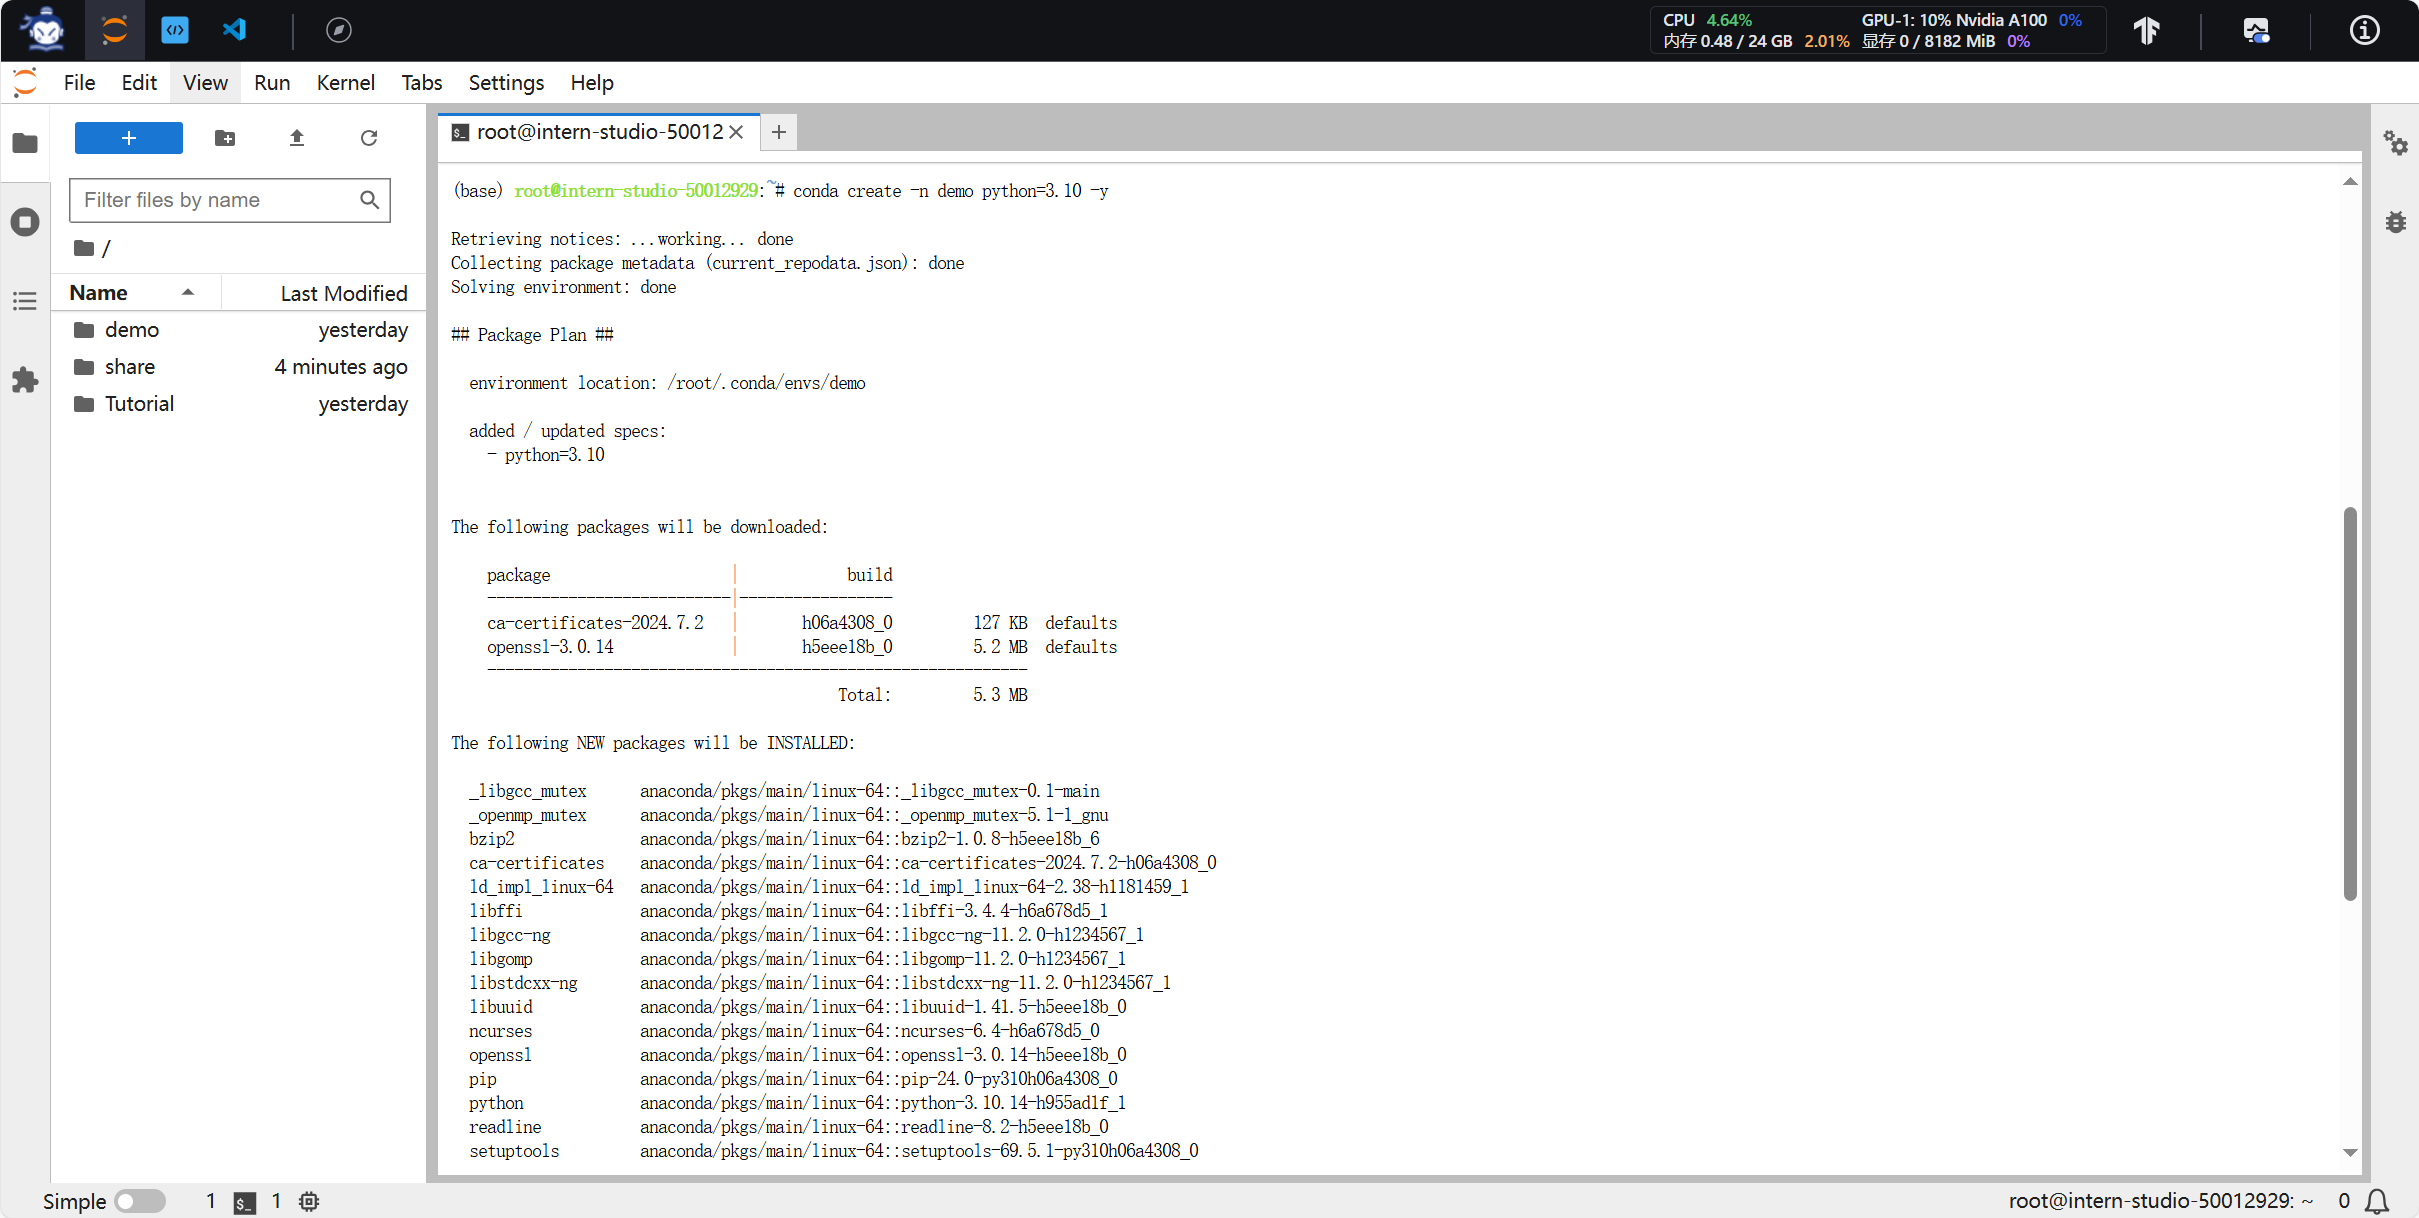 CPU 4.64% GPU-1: 10% Nvidia A100 0%
内存 0.48 / 24 GB 2.01% 显存 0 / 8182 MiB 0%
File Edit View Run Kernel Tabs Settings Help
root@intern-studio-50012
Filter files by name
/
Name Last Modified
demo yesterday
share 4 minutes ago
Tutorial yesterday
(base) root@intern-studio-50012929:~# conda create -n demo python=3.10 -y
Retrieving notices: ...working... done
Collecting package metadata (current_repodata.json): done
Solving environment: done
## Package Plan ##
environment location: /root/.conda/envs/demo
added / updated specs:
- python=3.10
The following packages will be downloaded:
package | build
---------------------------|-----------------
ca-certificates-2024.7.2 | h06a4308_0 127 KB defaults
openssl-3.0.14 | h5eee18b_0 5.2 MB defaults
------------------------------------------------------------
Total: 5.3 MB
The following NEW packages will be INSTALLED:
_libgcc_mutex anaconda/pkgs/main/linux-64::_libgcc_mutex-0.1-main
_openmp_mutex anaconda/pkgs/main/linux-64::_openmp_mutex-5.1-1_gnu
bzip2 anaconda/pkgs/main/linux-64::bzip2-1.0.8-h5eee18b_6
ca-certificates anaconda/pkgs/main/linux-64::ca-certificates-2024.7.2-h06a4308_0
ld_impl_linux-64 anaconda/pkgs/main/linux-64::ld_impl_linux-64-2.38-h1181459_1
libffi anaconda/pkgs/main/linux-64::libffi-3.4.4-h6a678d5_1
libgcc-ng anaconda/pkgs/main/linux-64::libgcc-ng-11.2.0-h1234567_1
libgomp anaconda/pkgs/main/linux-64::libgomp-11.2.0-h1234567_1
libstdcxx-ng anaconda/pkgs/main/linux-64::libstdcxx-ng-11.2.0-h1234567_1
libuuid anaconda/pkgs/main/linux-64::libuuid-1.41.5-h5eee18b_0
ncurses anaconda/pkgs/main/linux-64::ncurses-6.4-h6a678d5_0
openssl anaconda/pkgs/main/linux-64::openssl-3.0.14-h5eee18b_0
pip anaconda/pkgs/main/linux-64::pip-24.0-py310h06a4308_0
python anaconda/pkgs/main/linux-64::python-3.10.14-h955ad1f_1
readline anaconda/pkgs/main/linux-64::readline-8.2-h5eee18b_0
setuptools anaconda/pkgs/main/linux-64::setuptools-69.5.1-py310h06a4308_0
Simple 1 1 root@intern-studio-50012929: ~ 0